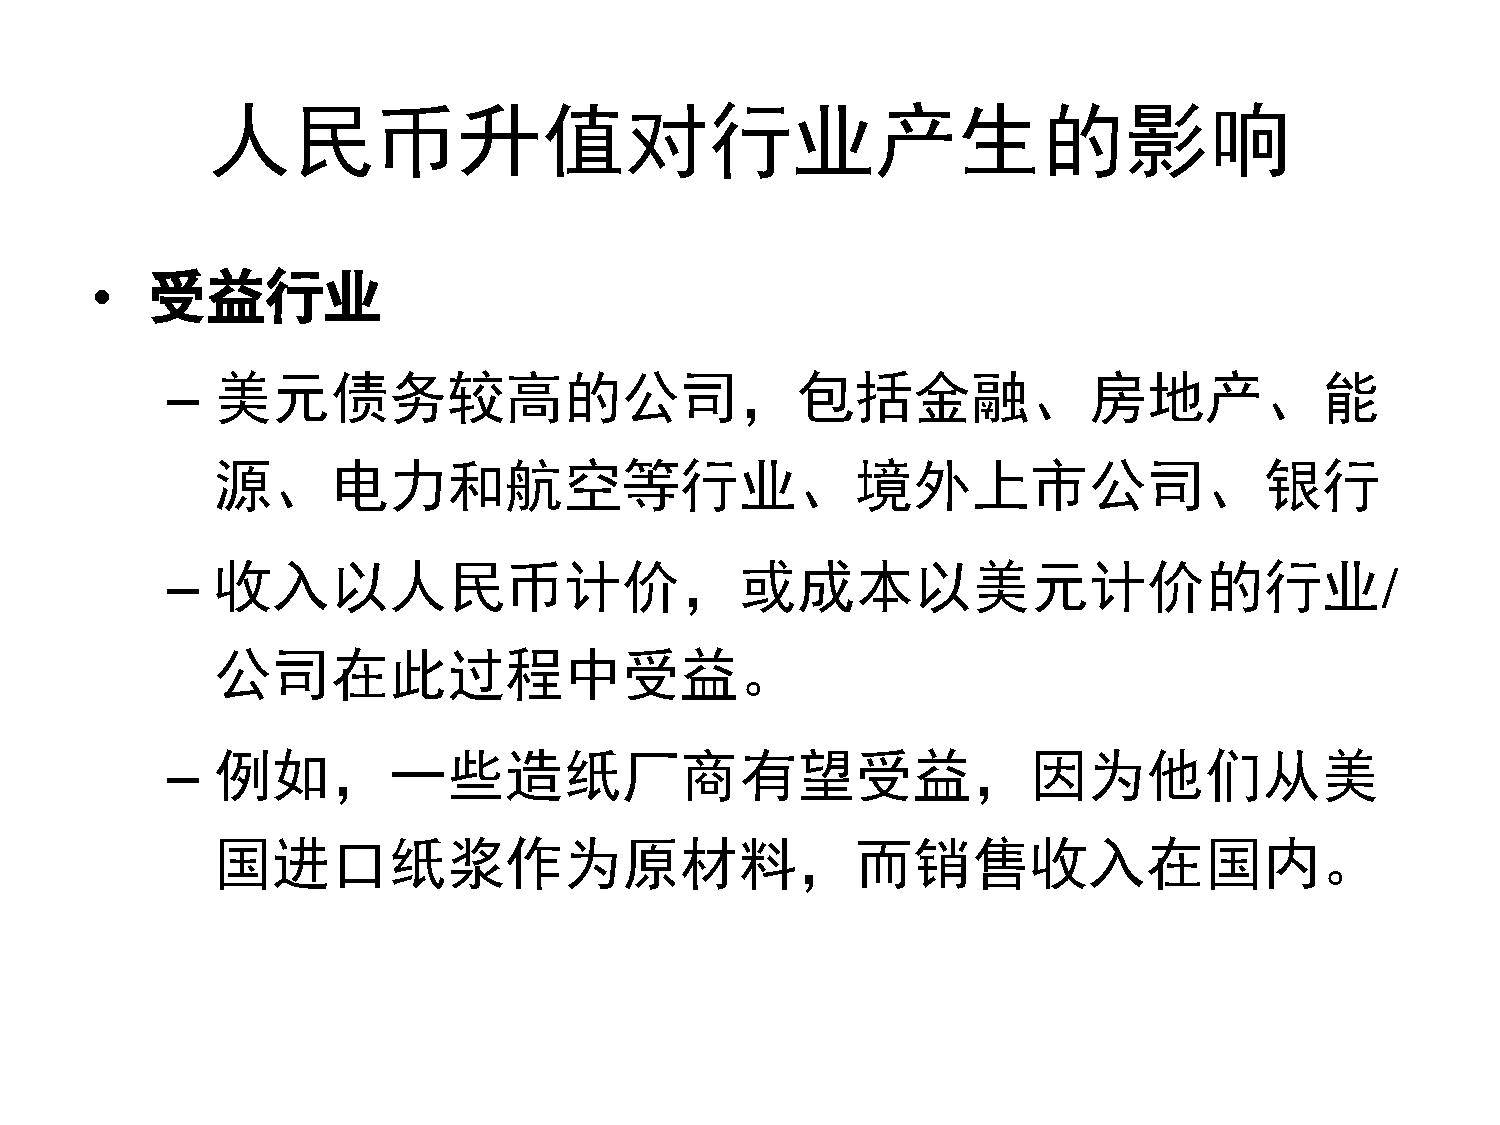 人民币升值对行业产生的影响
• 受益行业
– 美元债务较高的公司，包括金融、房地产、能
源、电力和航空等行业、境外上市公司、银行
– 收入以人民币计价，或成本以美元计价的行业/
公司在此过程中受益。
– 例如，一些造纸厂商有望受益，因为他们从美
国进口纸浆作为原材料，而销售收入在国内。